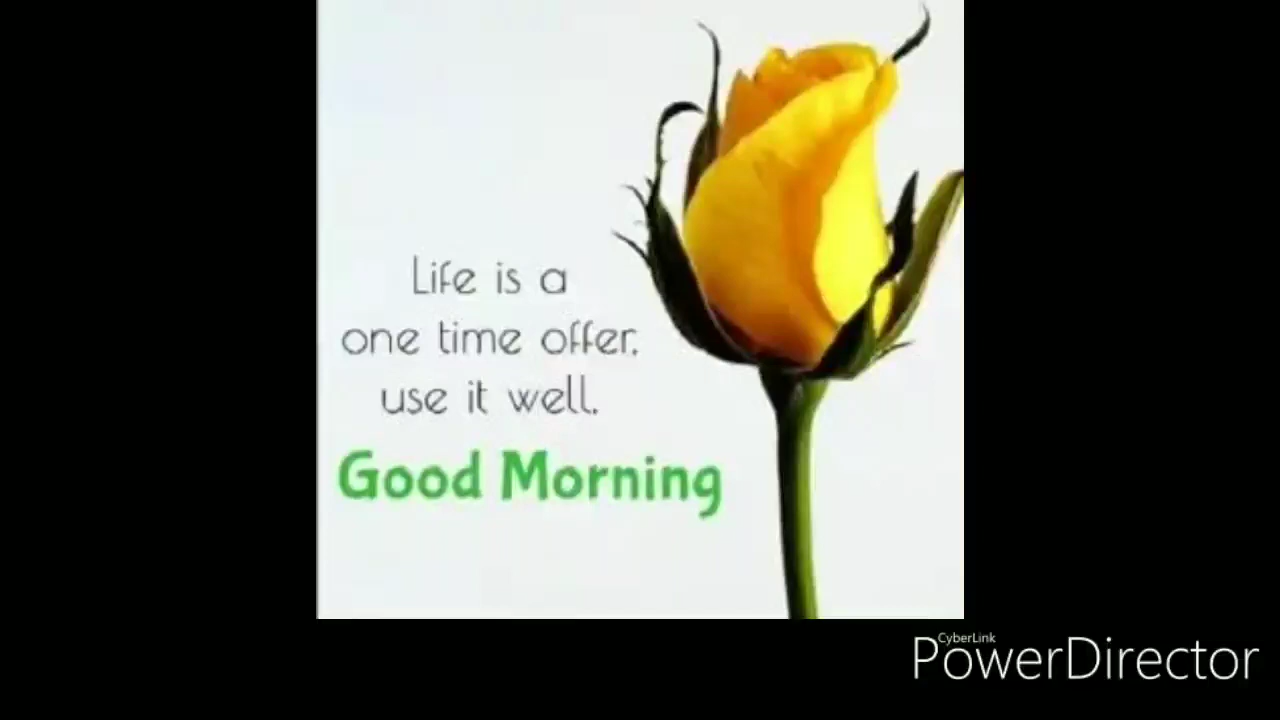 Life is a
one time offer,
use it well.
Good Morning
CyberLink
PowerDirector